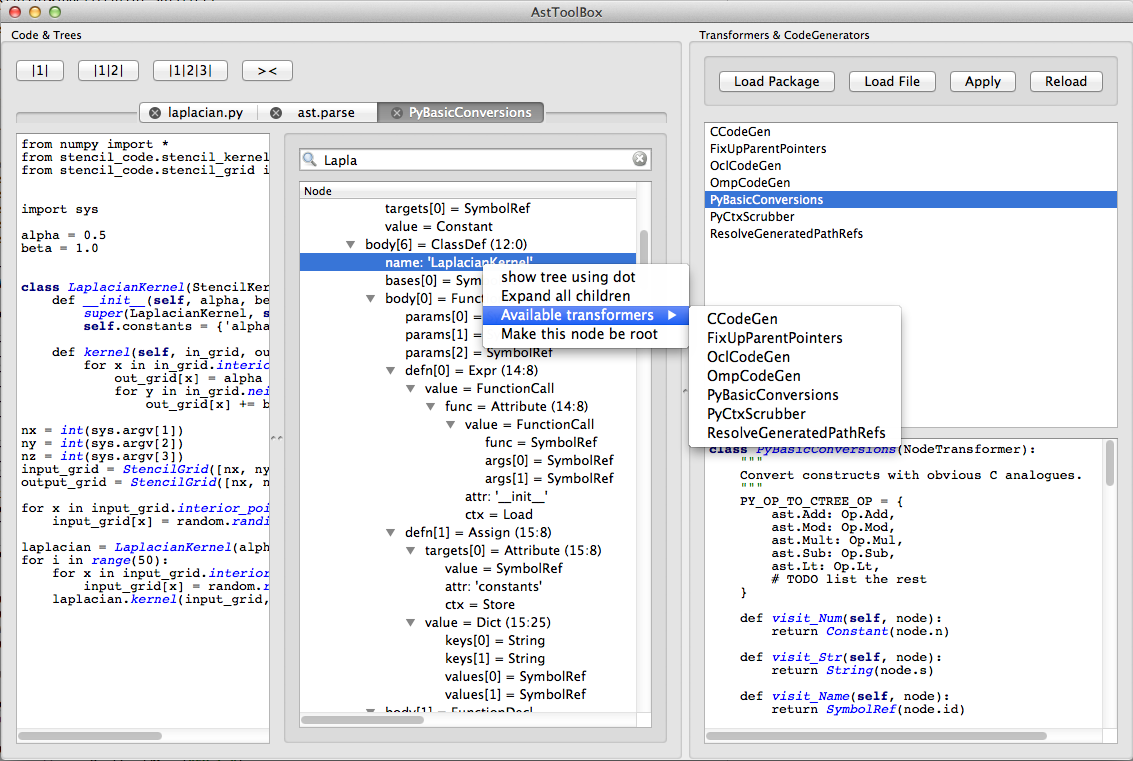 AstToolBox
Code & Trees
|1|
|1|2|
|1|2|3|
><
laplacian.py
ast.parse
PyBasicConversions
from numpy import *
from stencil_code.stencil_kernel
from stencil_code.stencil_grid i
import sys
alpha = 0.5
beta = 1.0
class LaplacianKernel(StencilKer
def __init__(self, alpha, be
super(LaplacianKernel, s
self.constants = {'alpha
def kernel(self, in_grid, ou
for x in in_grid.interio
out_grid[x] = alpha
for y in in_grid.nei
out_grid[x] += b
nx = int(sys.argv[1])
ny = int(sys.argv[2])
nz = int(sys.argv[3])
input_grid = StencilGrid([nx, ny
output_grid = StencilGrid([nx, n
for x in input_grid.interior_poi
input_grid[x] = random.randi
laplacian = LaplacianKernel(alph
for i in range(50):
for x in input_grid.interior
input_grid[x] = random.r
laplacian.kernel(input_grid,
Lapla
Node
targets[0] = SymbolRef
value = Constant
body[6] = ClassDef (12:0)
name: 'LaplacianKernel'
bases[0] = Sym
body[0] = Func
params[0] =
params[1] =
params[2] = SymbolRef
defn[0] = Expr (14:8)
value = FunctionCall
func = Attribute (14:8)
value = FunctionCall
func = SymbolRef
args[0] = SymbolRef
args[1] = SymbolRef
attr: '__init__'
ctx = Load
defn[1] = Assign (15:8)
targets[0] = Attribute (15:8)
value = SymbolRef
attr: 'constants'
ctx = Store
value = Dict (15:25)
keys[0] = String
keys[1] = String
values[0] = SymbolRef
values[1] = SymbolRef
body[1] = FunctionDecl
show tree using dot
Expand all children
Available transformers
Make this node be root
CCodeGen
FixUpParentPointers
OclCodeGen
OmpCodeGen
PyBasicConversions
PyCtxScrubber
ResolveGeneratedPathRefs
Transformers & CodeGenerators
Load Package
Load File
Apply
Reload
CCodeGen
FixUpParentPointers
OclCodeGen
OmpCodeGen
PyBasicConversions
PyCtxScrubber
ResolveGeneratedPathRefs
class PyBasicConversions(NodeTransformer):
"""
Convert constructs with obvious C analogues.
"""
PY_OP_TO_CTREE_OP = {
ast.Add: Op.Add,
ast.Mod: Op.Mod,
ast.Mult: Op.Mul,
ast.Sub: Op.Sub,
ast.Lt: Op.Lt,
# TODO list the rest
}
def visit_Num(self, node):
return Constant(node.n)
def visit_Str(self, node):
return String(node.s)
def visit_Name(self, node):
return SymbolRef(node.id)